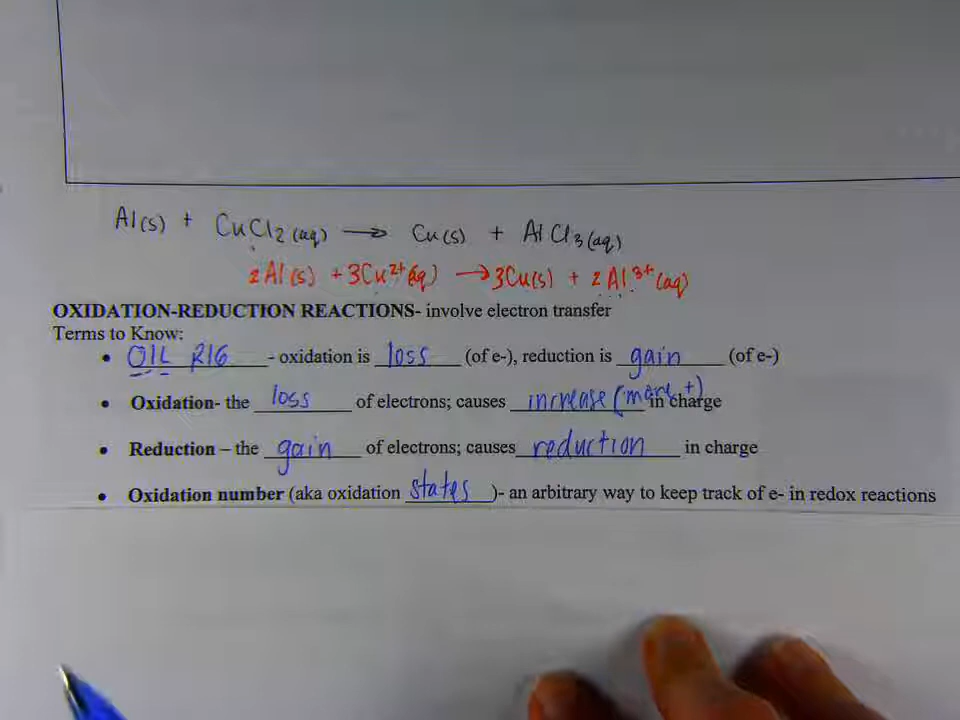 Al(s) + CuCl₂(aq) → Cu(s) + AlCl₃(aq)
2Al(s) + 3Cu²⁺(aq) → 3Cu(s) + 2Al³⁺(aq)
OXIDATION-REDUCTION REACTIONS- involve electron transfer
Terms to Know:
• OIL RIG - oxidation is loss (of e-), reduction is gain (of e-)
• Oxidation- the loss of electrons; causes increase (more +) in charge
• Reduction – the gain of electrons; causes reduction in charge
• Oxidation number (aka oxidation states)- an arbitrary way to keep track of e- in redox reactions